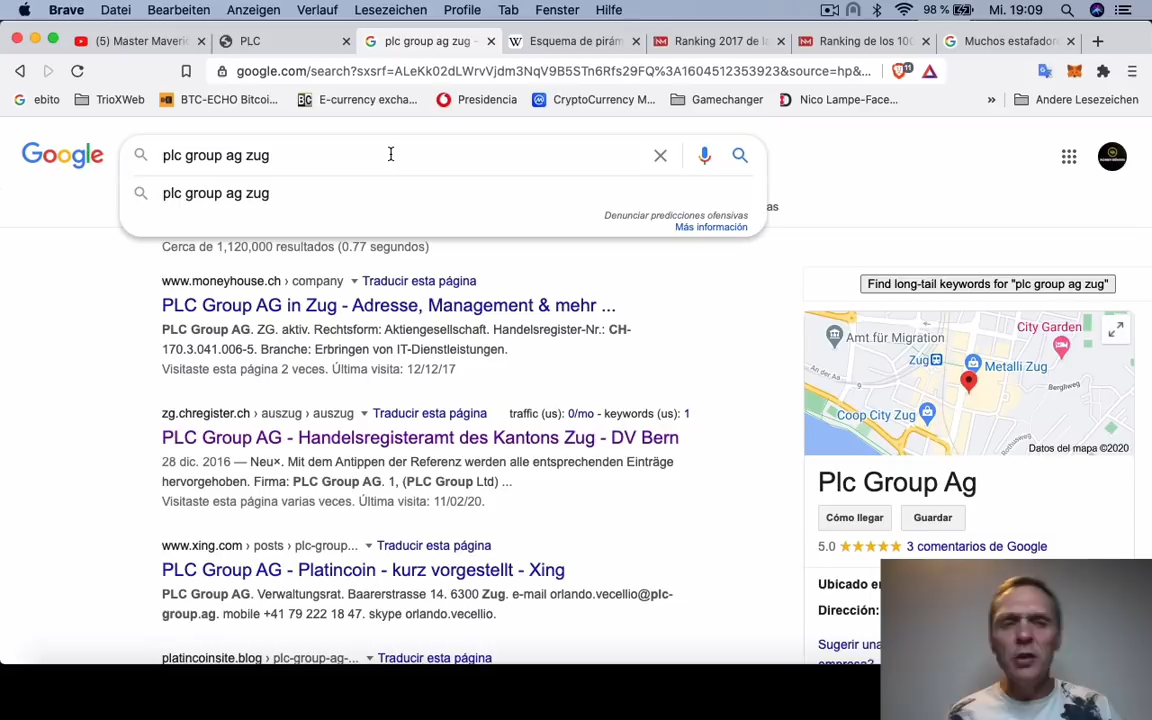 Brave Datei Bearbeiten Anzeigen Verlauf Lesezeichen Profile Tab Fenster Hilfe 98 % Mi. 19:09
(5) Master Maveri PLC plc group ag zug - Esquema de pirám Ranking 2017 de la Ranking de los 100 Muchos estafadore
google.com/search?sxsrf=ALeKk02dLWrvVjdm3NqV9B5STn6Rfs29FQ%3A1604512353923&source=hp&... 11
ebito TrioXWeb BTC-ECHO Bitcoi... E-currency excha... Presidencia CryptoCurrency M... Gamechanger Nico Lampe-Face... » Andere Lesezeichen
Google
plc group ag zug
plc group ag zug
Denunciar predicciones ofensivas
Más información
as
Cerca de 1,120,000 resultados (0.77 segundos)
www.moneyhouse.ch › company Traducir esta página
PLC Group AG in Zug - Adresse, Management & mehr ...
PLC Group AG. ZG. aktiv. Rechtsform: Aktiengesellschaft. Handelsregister-Nr.: CH-
170.3.041.006-5. Branche: Erbringen von IT-Dienstleistungen.
Visitaste esta página 2 veces. Última visita: 12/12/17
zg.chregister.ch › auszug › auszug Traducir esta página traffic (us): 0/mo - keywords (us): 1
PLC Group AG - Handelsregisteramt des Kantons Zug - DV Bern
28 dic. 2016 — Neu×. Mit dem Antippen der Referenz werden alle entsprechenden Einträge
hervorgehoben. Firma: PLC Group AG. 1, (PLC Group Ltd) ...
Visitaste esta página varias veces. Última visita: 11/02/20.
www.xing.com › posts › plc-group... Traducir esta página
PLC Group AG - Platincoin - kurz vorgestellt - Xing
PLC Group AG. Verwaltungsrat. Baarerstrasse 14. 6300 Zug. e-mail orlando.vecellio@plc-
group.ag. mobile +41 79 222 18 47. skype orlando.vecellio.
platincoinsite.blog › plc-group-ag-... Traducir esta página
Find long-tail keywords for "plc group ag zug"
City Garden
Amt.für Migration
Zug
Metalli Zug
An der Aa
Bergliweg
Coop City Zug
Datos del mapa ©2020
Plc Group Ag
Cómo llegar Guardar
5.0 3 comentarios de Google
Ubicado e
Dirección:
Sugerir una
empresa?